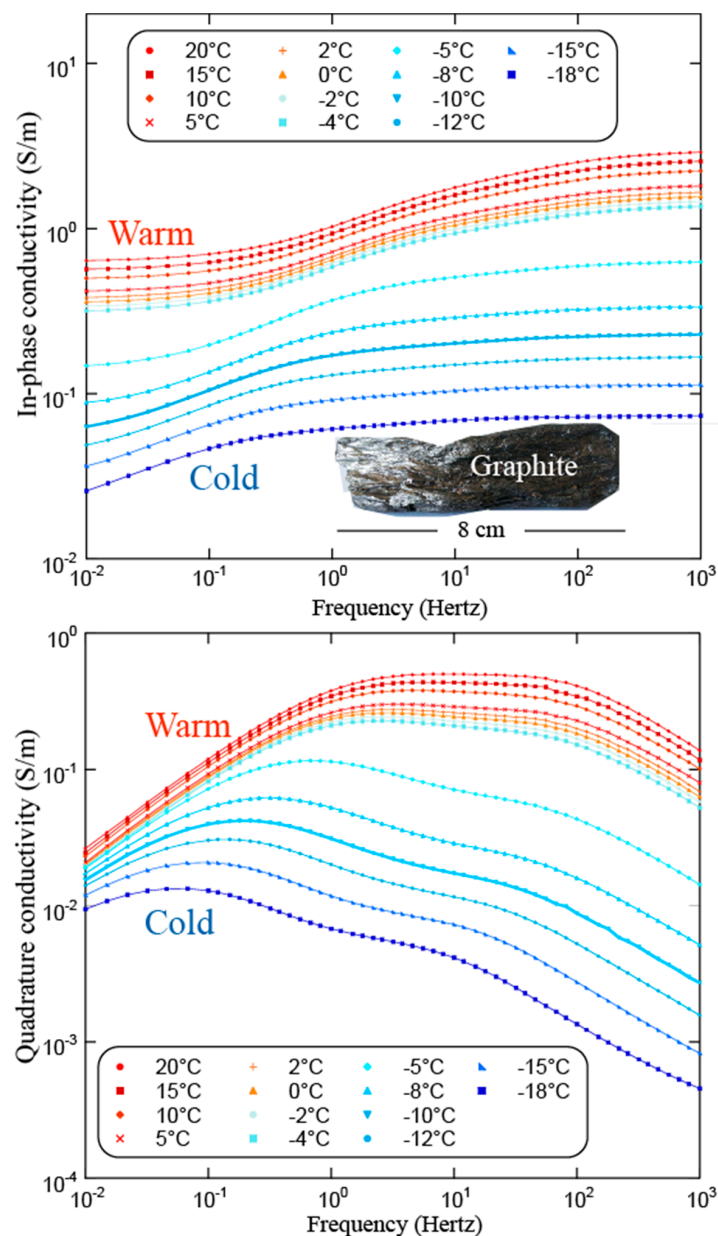 20°C 2°C -5°C -15°C
15°C 0°C -8°C -18°C
10°C -2°C -10°C
5°C -4°C -12°C
In-phase conductivity (S/m)
10¹
10⁰
10⁻¹
10⁻²
Warm
Cold
Graphite
8 cm
10⁻² 10⁻¹ 10⁰ 10¹ 10² 10³
Frequency (Hertz)
Quadrature conductivity (S/m)
10⁰
10⁻¹
10⁻²
10⁻³
10⁻⁴
Warm
Cold
20°C 2°C -5°C -15°C
15°C 0°C -8°C -18°C
10°C -2°C -10°C
5°C -4°C -12°C
10⁻² 10⁻¹ 10⁰ 10¹ 10² 10³
Frequency (Hertz)